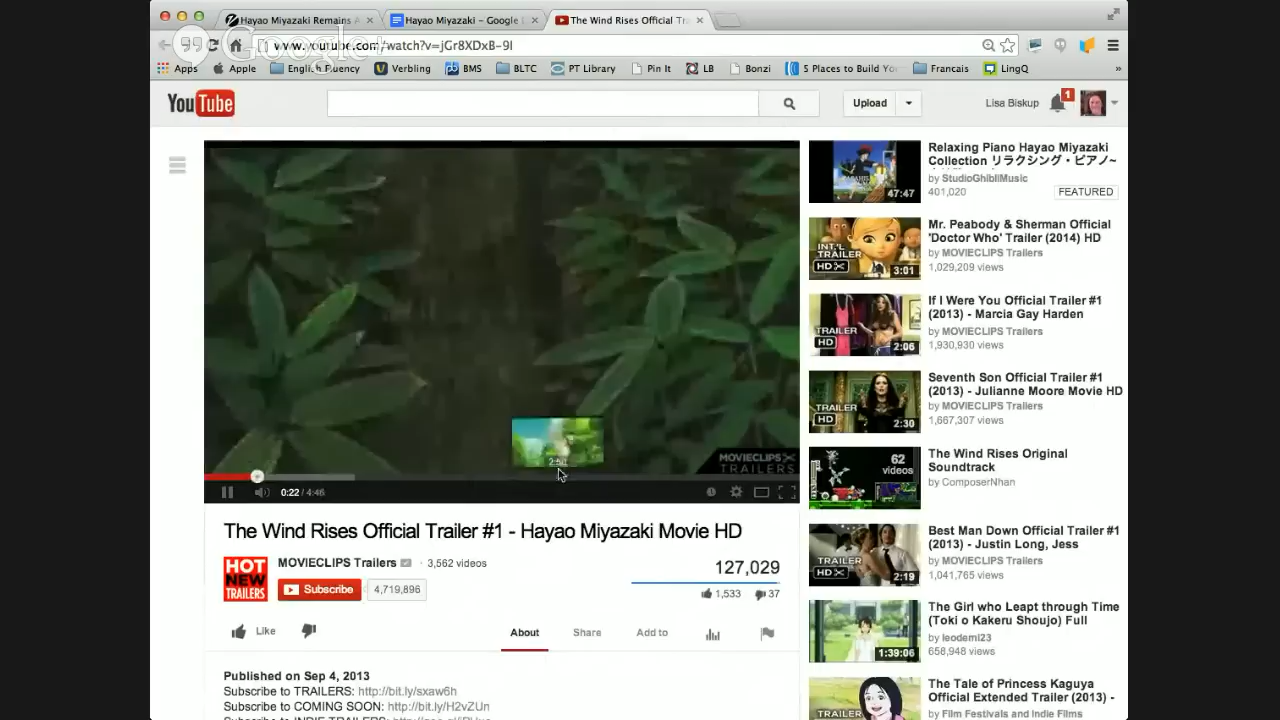 Hayao Miyazaki Remains
Hayao Miyazaki – Google
The Wind Rises Official Tra
Google+
www.youtube.com/watch?v=jGr8XDxB-9I
Apps
Apple
English Fluency
Verbling
BMS
BLTC
PT Library
Pin It
LB
Bonzi
5 Places to Build Yo
Francais
LingQ
»
YouTube
Upload
Lisa Biskup
1
MOVIECLIPS
TRAILERS
0:22 / 4:46
The Wind Rises Official Trailer #1 - Hayao Miyazaki Movie HD
HOT
NEW
TRAILERS
MOVIECLIPS Trailers · 3,562 videos
Subscribe 4,719,896
127,029
1,533 37
Like
About Share Add to
Published on Sep 4, 2013
Subscribe to TRAILERS: http://bit.ly/sxaw6h
Subscribe to COMING SOON: http://bit.ly/H2vZUn
47:47
Relaxing Piano Hayao Miyazaki
Collection リラクシング・ピアノ~
by StudioGhibliMusic
401,020
FEATURED
INT'L
TRAILER
HD
3:01
Mr. Peabody & Sherman Official
'Doctor Who' Trailer (2014) HD
by MOVIECLIPS Trailers
1,029,209 views
TRAILER
HD
2:06
If I Were You Official Trailer #1
(2013) - Marcia Gay Harden
by MOVIECLIPS Trailers
1,930,930 views
TRAILER
HD
2:30
Seventh Son Official Trailer #1
(2013) - Julianne Moore Movie HD
by MOVIECLIPS Trailers
1,667,307 views
62
videos
The Wind Rises Original
Soundtrack
by ComposerNhan
TRAILER
HD
2:19
Best Man Down Official Trailer #1
(2013) - Justin Long, Jess
by MOVIECLIPS Trailers
1,041,765 views
1:39:06
The Girl who Leapt through Time
(Toki o Kakeru Shoujo) Full
by leodemi23
658,948 views
TRAILER
The Tale of Princess Kaguya
Official Extended Trailer (2013) -
by Film Festivals and Indie Films